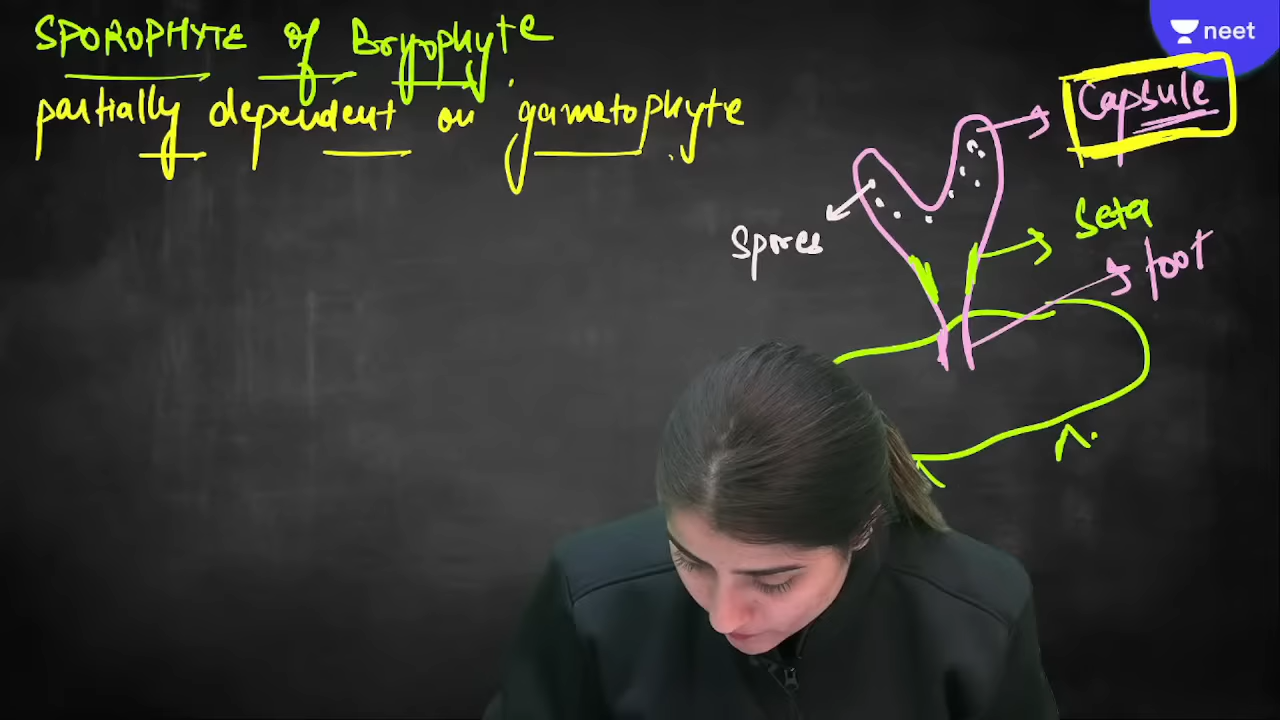 SPOROPHYTE of Bryophyte
partially dependent on gametophyte
neet
Capsule
Spores
Seta
foot